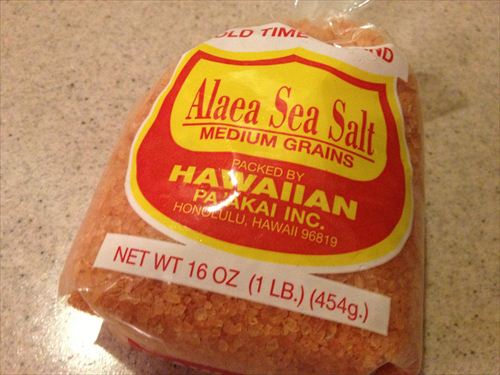 OLD TIME
Alaea Sea Salt
MEDIUM GRAINS
PACKED BY
HAWAIIAN
PA'AKAI INC.
HONOLULU, HAWAII 96819
NET WT 16 OZ (1 LB.) (454g.)